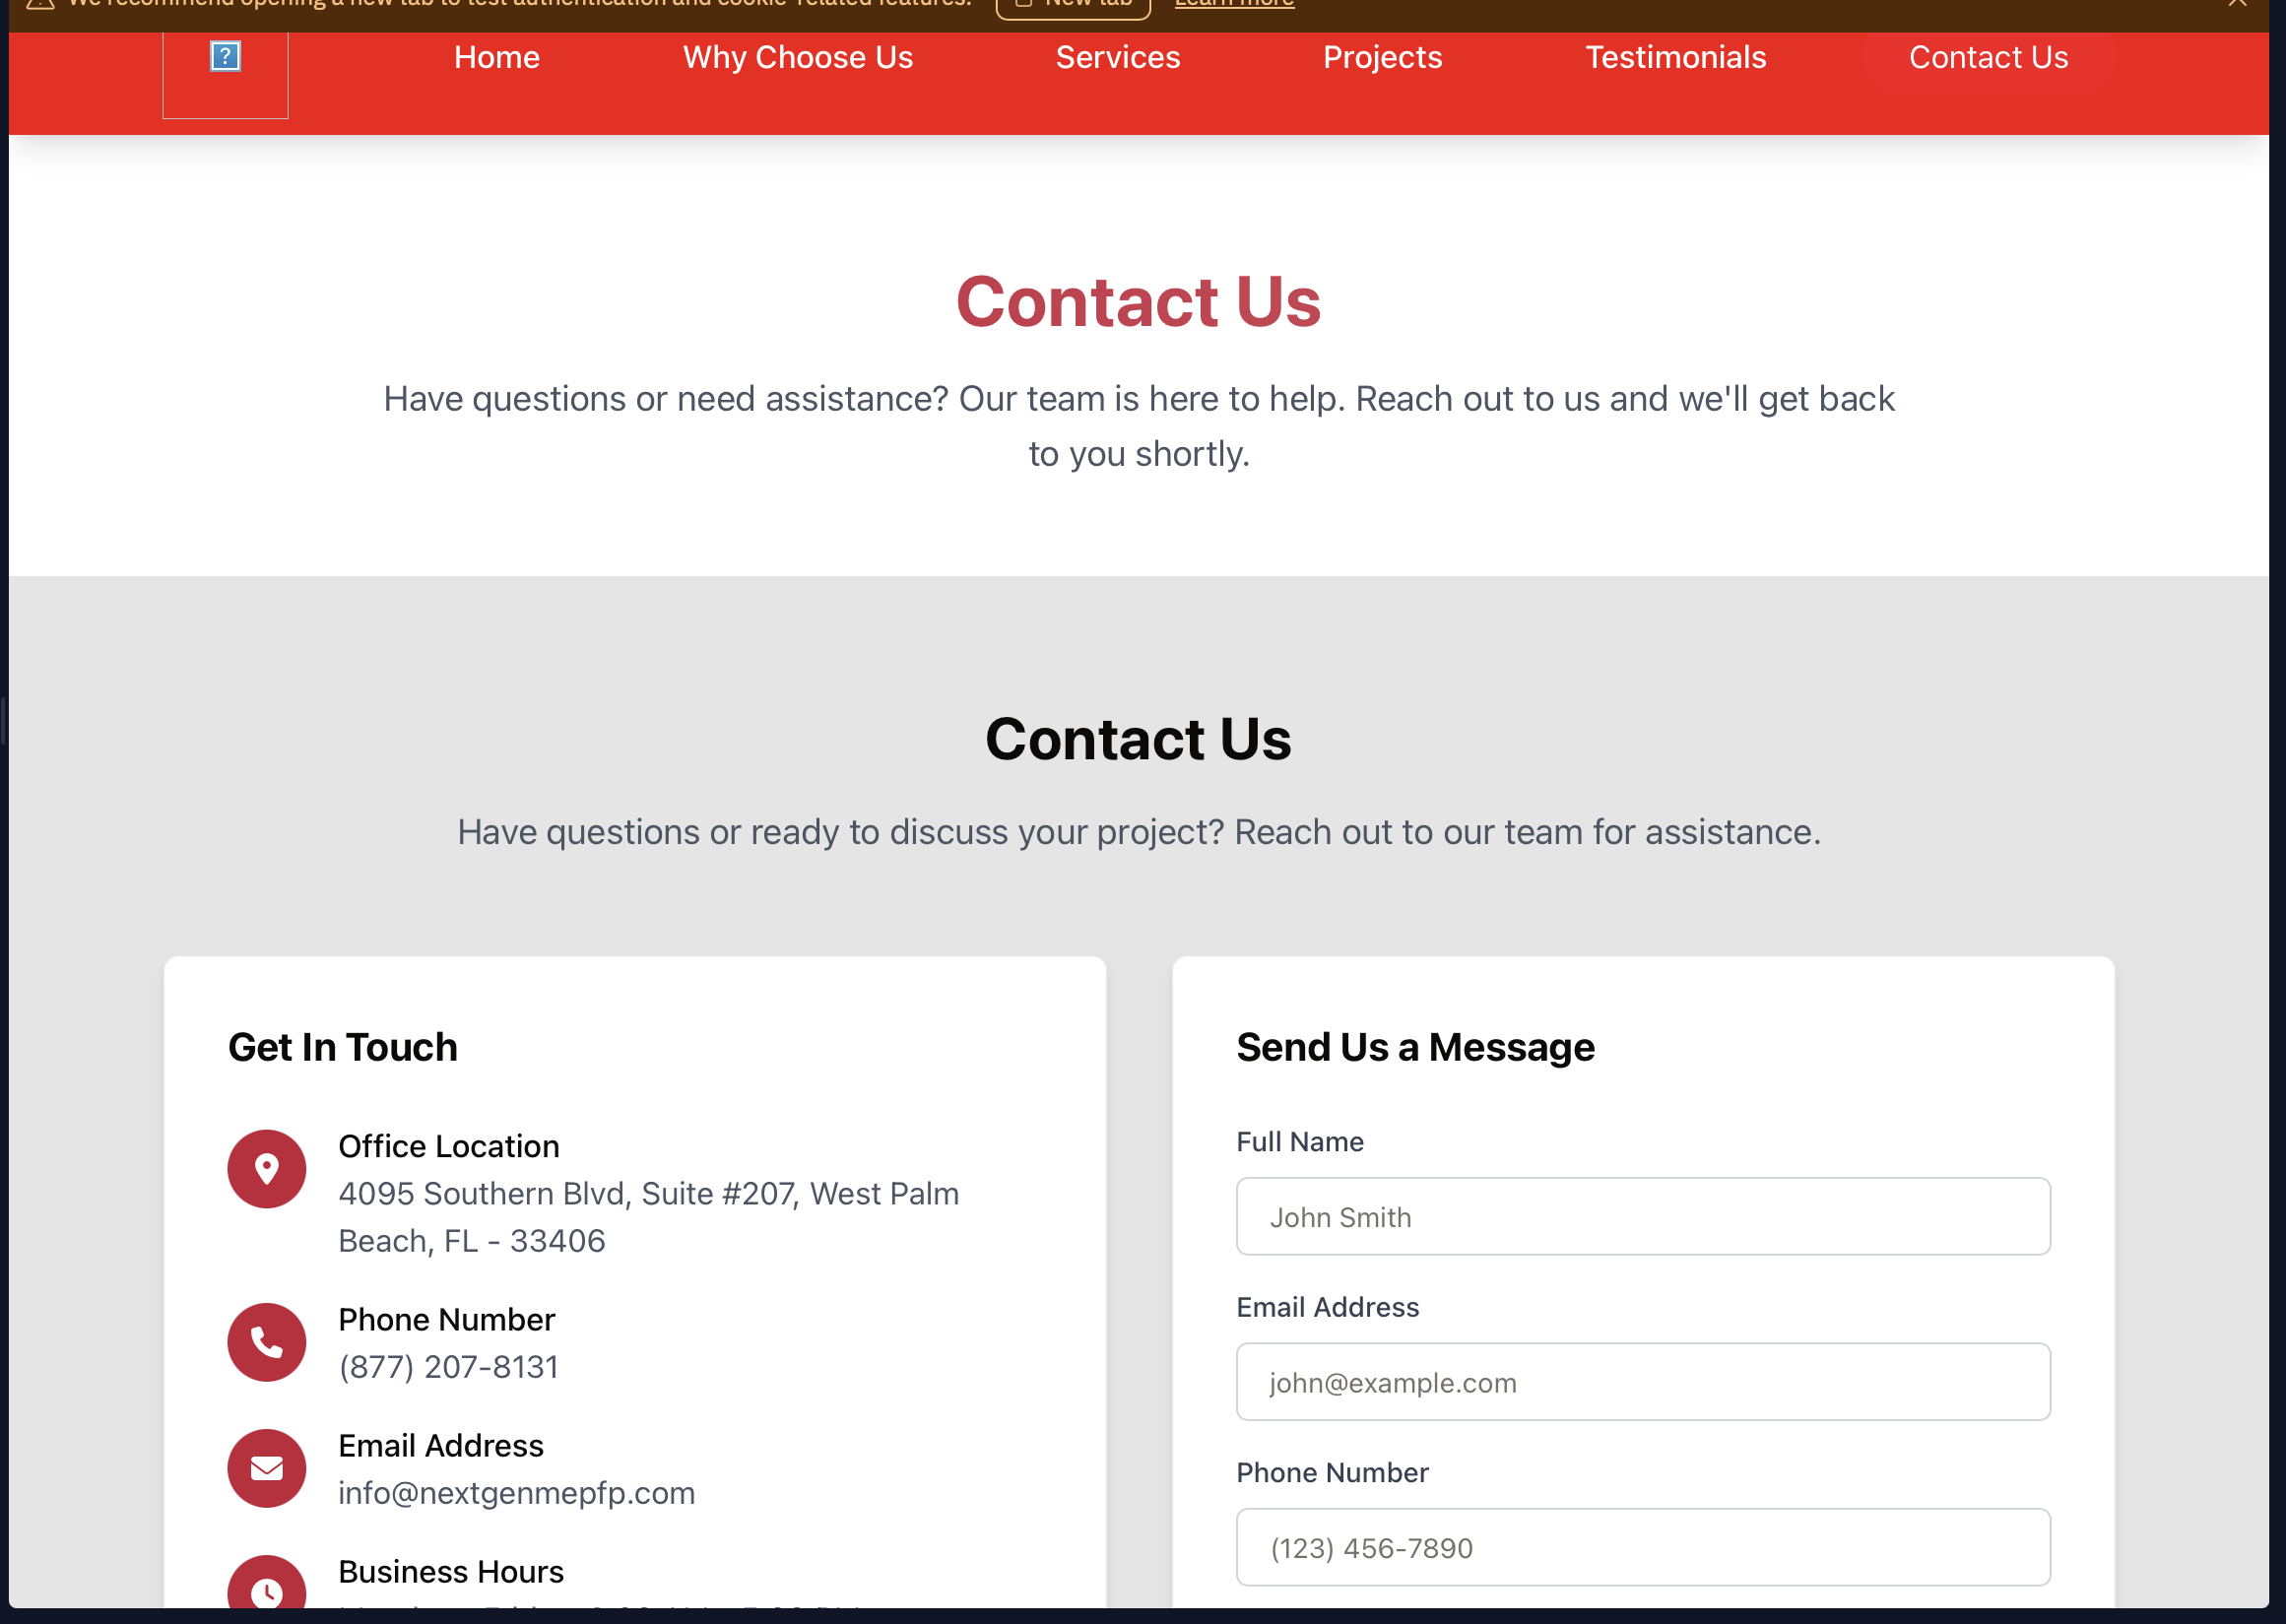 We recommend opening a new tab to test authentication and cookie-related features. New tab Learn more
Home Why Choose Us Services Projects Testimonials Contact Us
Contact Us
Have questions or need assistance? Our team is here to help. Reach out to us and we'll get back
to you shortly.
Contact Us
Have questions or ready to discuss your project? Reach out to our team for assistance.
Get In Touch
Office Location
4095 Southern Blvd, Suite #207, West Palm
Beach, FL - 33406
Phone Number
(877) 207-8131
Email Address
info@nextgenmepfp.com
Business Hours
Send Us a Message
Full Name
John Smith
Email Address
john@example.com
Phone Number
(123) 456-7890